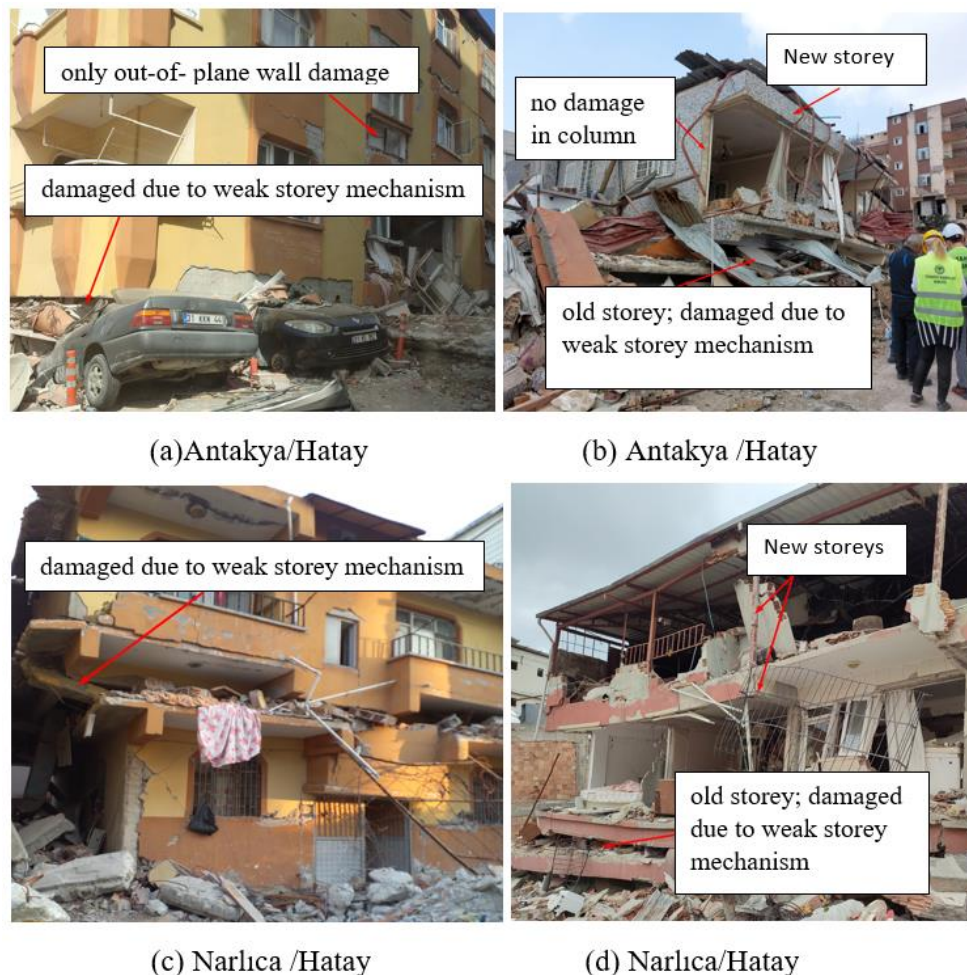 only out-of- plane wall damage
damaged due to weak storey mechanism
New storey
no damage
in column
old storey; damaged due to
weak storey mechanism
(a)Antakya/Hatay
(b) Antakya /Hatay
damaged due to weak storey mechanism
New storeys
old storey; damaged
due to weak storey
mechanism
(c) Narlıca /Hatay
(d) Narlıca/Hatay